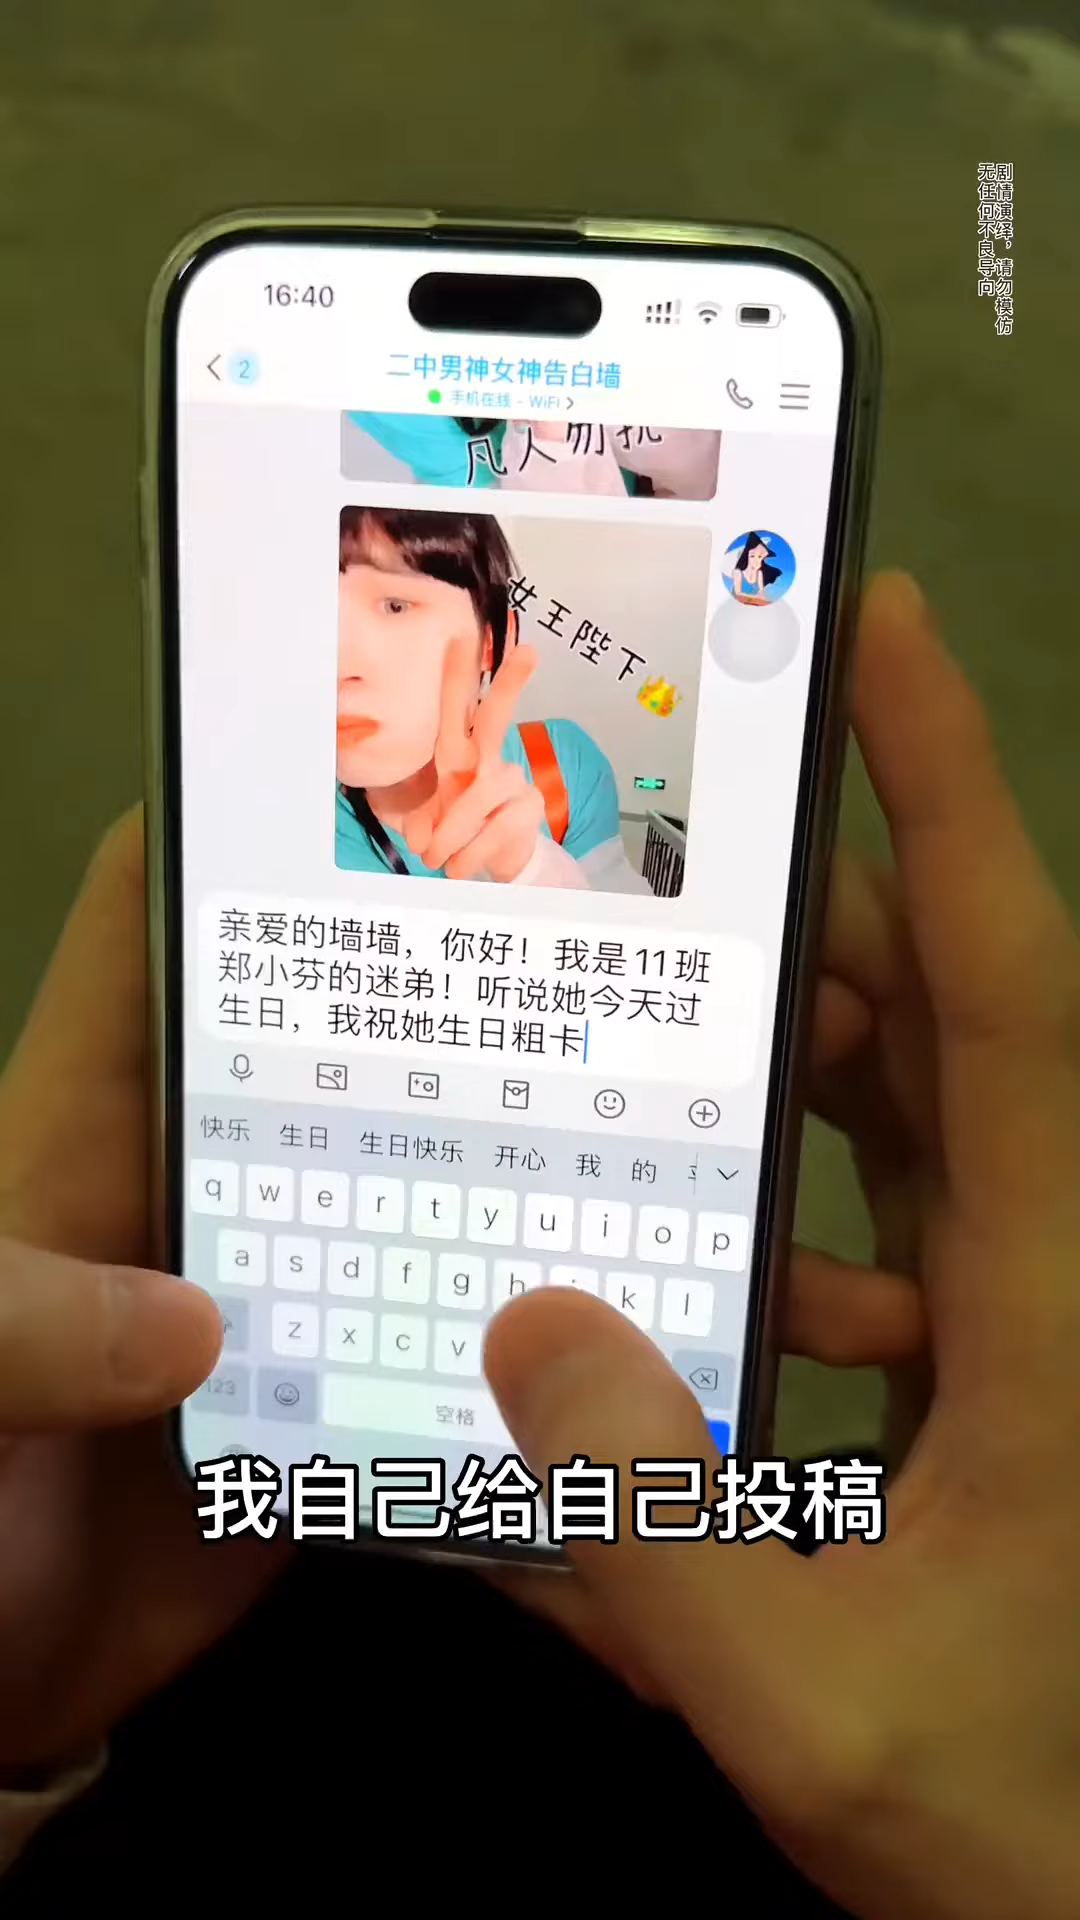 剧情演绎，请勿模仿
无任何不良导向
16:40
2
二中男神女神告白墙
手机在线 - WiFi
凡人勿扰
女王陛下
亲爱的墙墙，你好！我是11班
郑小芬的迷弟！听说她今天过
生日，我祝她生日粗卡
快乐 生日 生日快乐 开心 我 的
q w e r t y u i o p
a s d f g h k l
z x c v
123 空格
我自己给自己投稿